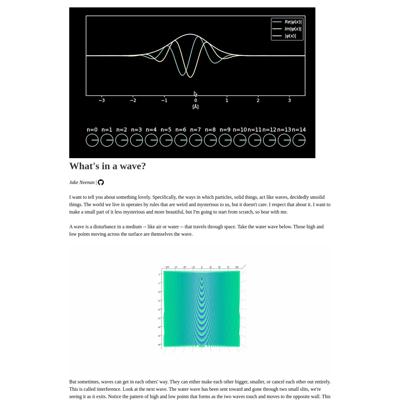 Re|ψ(x)|
Im|ψ(x)|
|ψ(x)|
−3 −2 −1 0 1 2 3
[Å]
n=0 n=1 n=2 n=3 n=4 n=5 n=6 n=7 n=8 n=9 n=10 n=11 n=12 n=13 n=14
What's in a wave?
Jake Neenan |
I want to tell you about something lovely. Specifically, the ways in which particles, solid things, act like waves, decidedly unsolid
things. The world we live in operates by rules that are weird and mysterious to us, but it doesn't care. I respect that about it. I want to
make a small part of it less mysterious and more beautiful, but I'm going to start from scratch, so bear with me.
A wave is a disturbance in a medium -- like air or water -- that travels through space. Take the water wave below. Those high and
low points moving across the surface are themselves the wave.
But sometimes, waves can get in each others' way. They can either make each other bigger, smaller, or cancel each other out entirely.
This is called interference. Look at the next wave. The water wave has been sent toward and gone through two small slits, we're
seeing it as it exits. Notice the pattern of high and low points that forms as the two waves touch and moves to the opposite wall. This